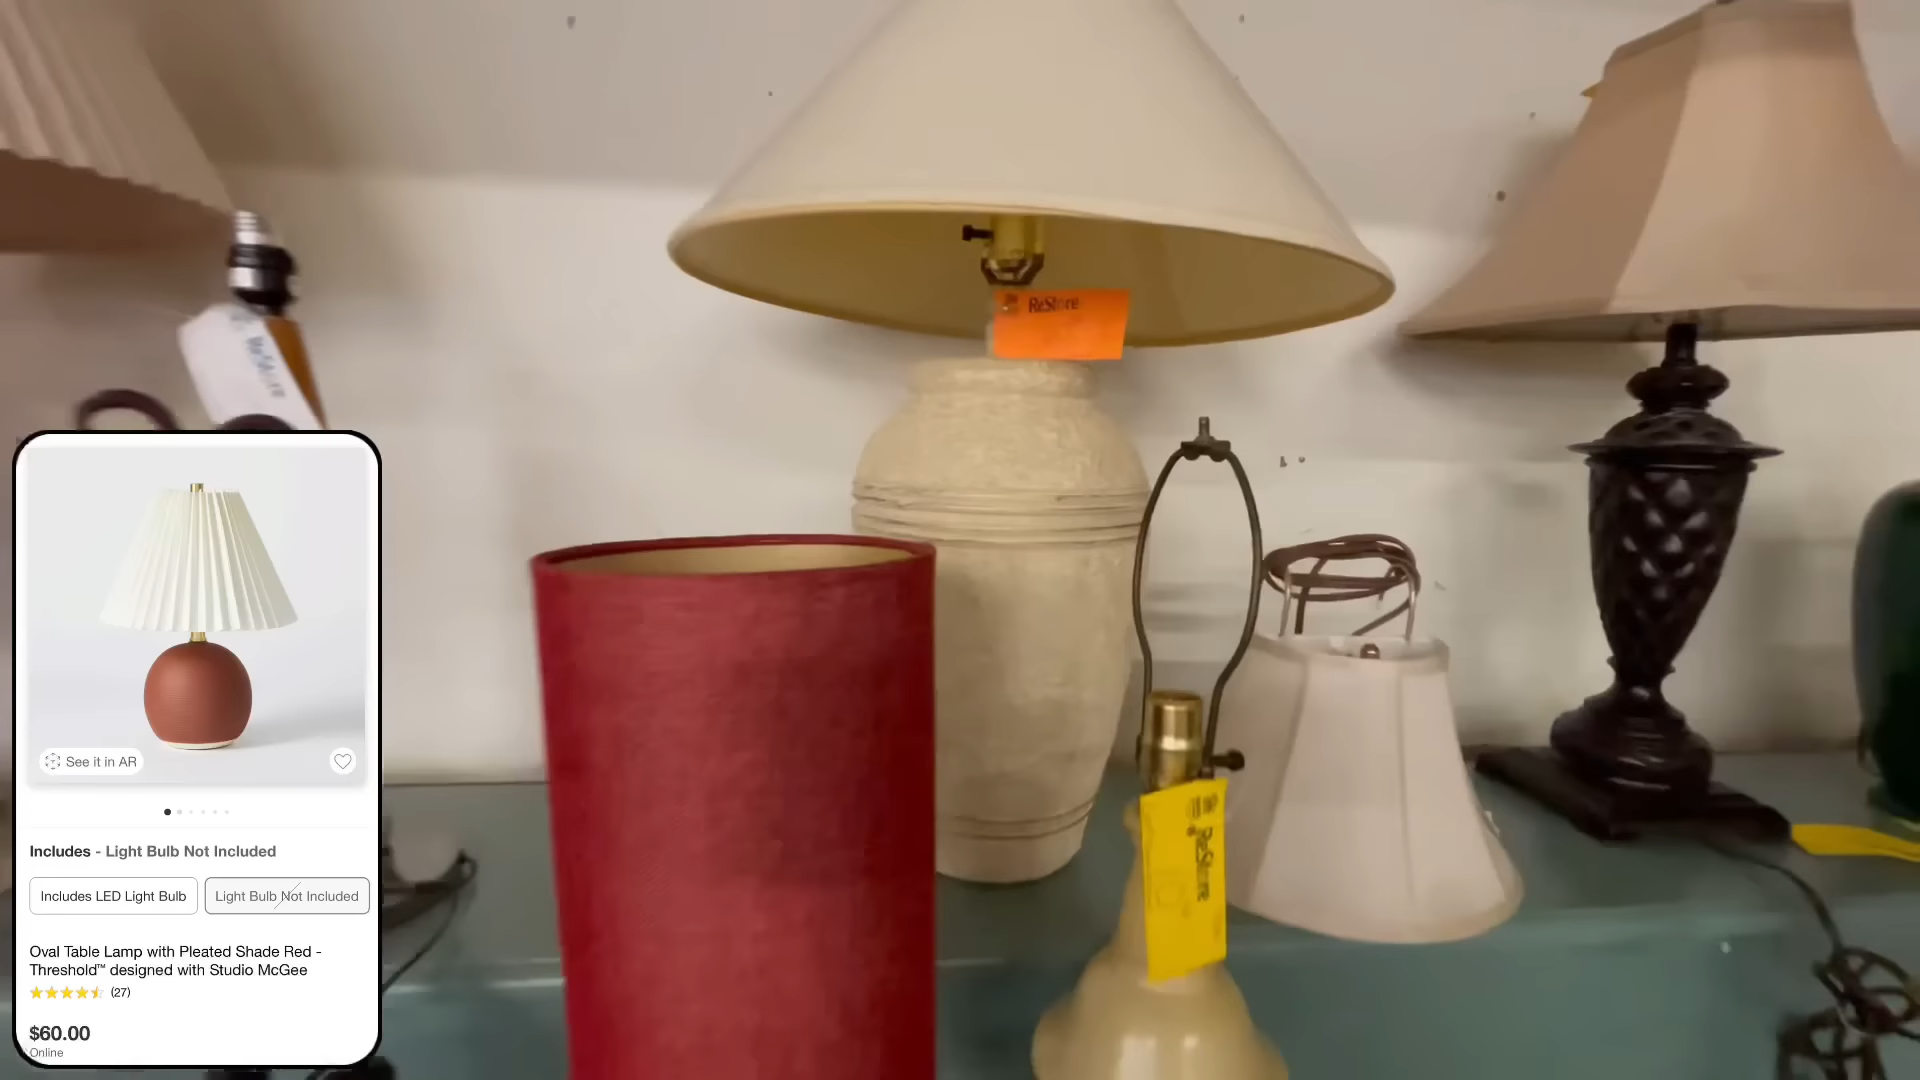 ReStore
ReStore
ReStore
See it in AR
Includes - Light Bulb Not Included
Includes LED Light Bulb
Light Bulb Not Included
Oval Table Lamp with Pleated Shade Red -
Threshold™ designed with Studio McGee
(27)
$60.00
Online